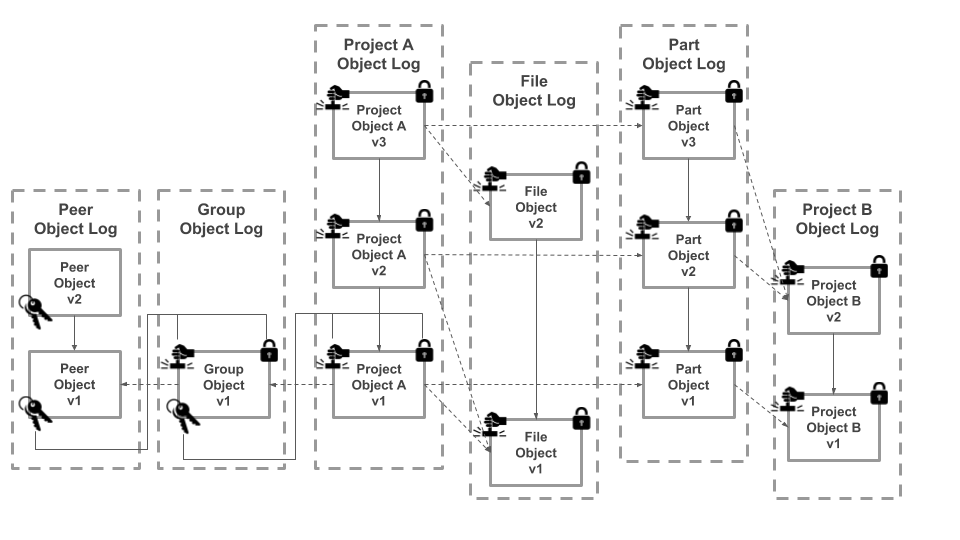 Peer
Object Log
Peer
Object
v2
Peer
Object
v1
Group
Object Log
Group
Object
v1
Project A
Object Log
Project
Object A
v3
Project
Object A
v2
Project
Object A
v1
File
Object Log
File
Object
v2
File
Object
v1
Part
Object Log
Part
Object
v3
Part
Object
v2
Part
Object
v1
Project B
Object Log
Project
Object B
v2
Project
Object B
v1